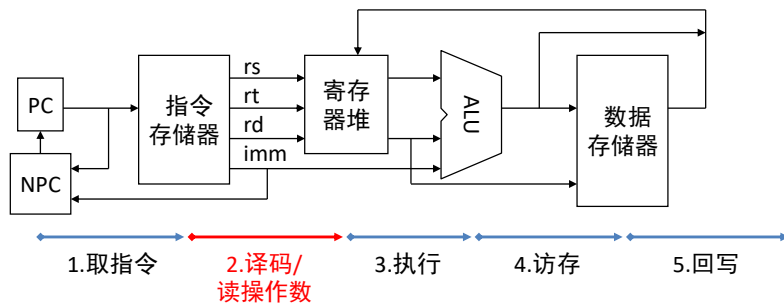 rs
rt
rd
imm
PC
NPC
指令
存储器
寄存
器堆
ALU
数据
存储器
1.取指令
2.译码/
读操作数
3.执行
4.访存
5.回写